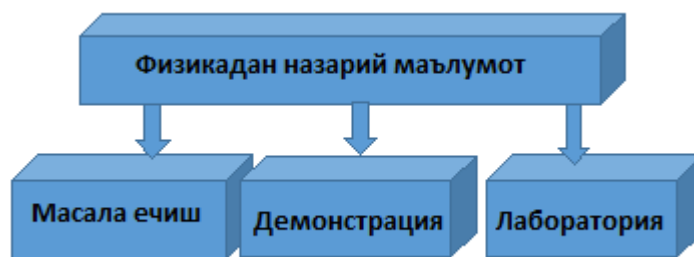 Физикадан назарий маълумот
Масала ечиш
Демонстрация
Лаборатория